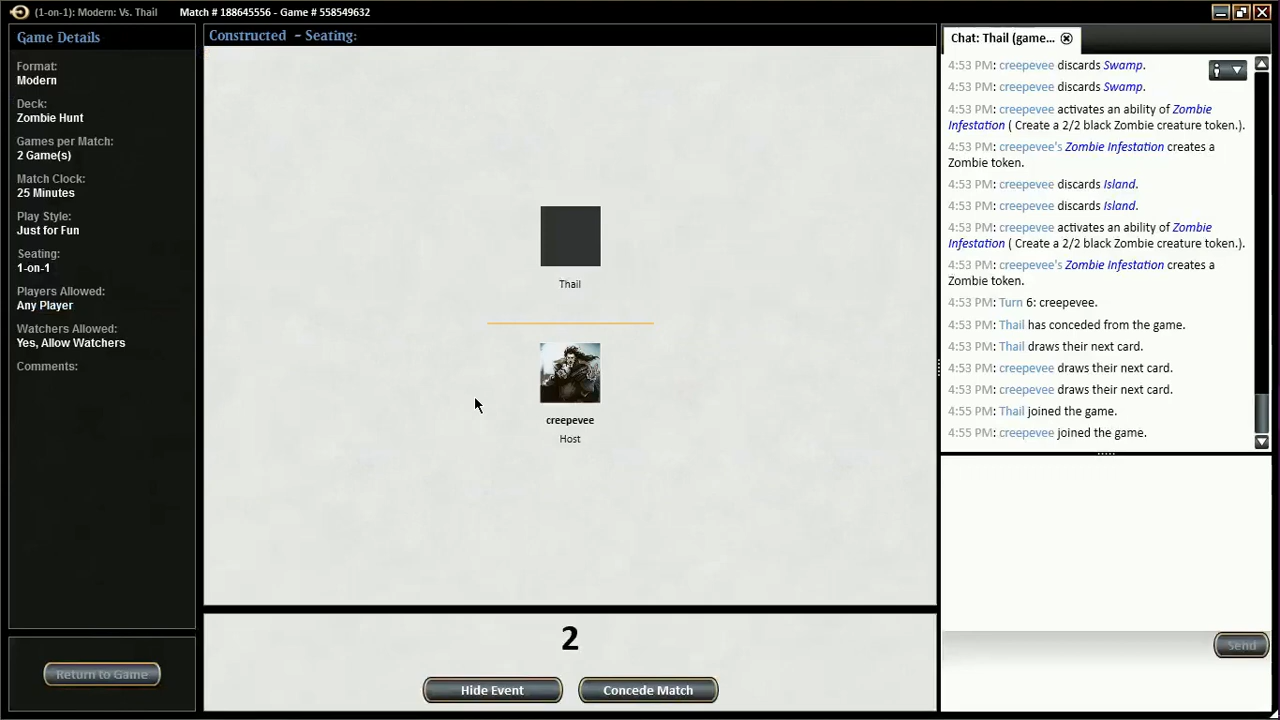 (1-on-1): Modern: Vs. Thail
Match # 188645556 - Game # 558549632
Game Details
Format:
Modern
Deck:
Zombie Hunt
Games per Match:
2 Game(s)
Match Clock:
25 Minutes
Play Style:
Just for Fun
Seating:
1-on-1
Players Allowed:
Any Player
Watchers Allowed:
Yes, Allow Watchers
Comments:
Return to Game
Constructed - Seating:
Thail
creepevee
Host
2
Hide Event
Concede Match
Chat: Thail (game...
4:53 PM: creepevee discards Swamp.
4:53 PM: creepevee discards Swamp.
4:53 PM: creepevee activates an ability of Zombie
Infestation ( Create a 2/2 black Zombie creature token.).
4:53 PM: creepevee's Zombie Infestation creates a
Zombie token.
4:53 PM: creepevee discards Island.
4:53 PM: creepevee discards Island.
4:53 PM: creepevee activates an ability of Zombie
Infestation ( Create a 2/2 black Zombie creature token.).
4:53 PM: creepevee's Zombie Infestation creates a
Zombie token.
4:53 PM: Turn 6: creepevee.
4:53 PM: Thail has conceded from the game.
4:53 PM: Thail draws their next card.
4:53 PM: creepevee draws their next card.
4:53 PM: creepevee draws their next card.
4:55 PM: Thail joined the game.
4:55 PM: creepevee joined the game.
Send